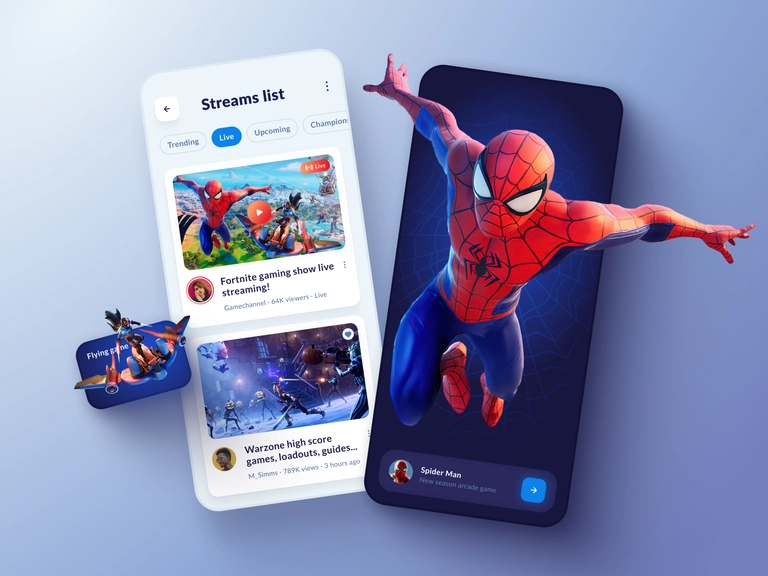 Streams list
Trending
Live
Upcoming
Champion
Live
Fortnite gaming show live
streaming!
Gamechannel · 64K viewers · Live
Flying game
Warzone high score
games, loadouts, guides...
M_Simms · 789K views · 3 hours ago
Spider Man
New season arcade game